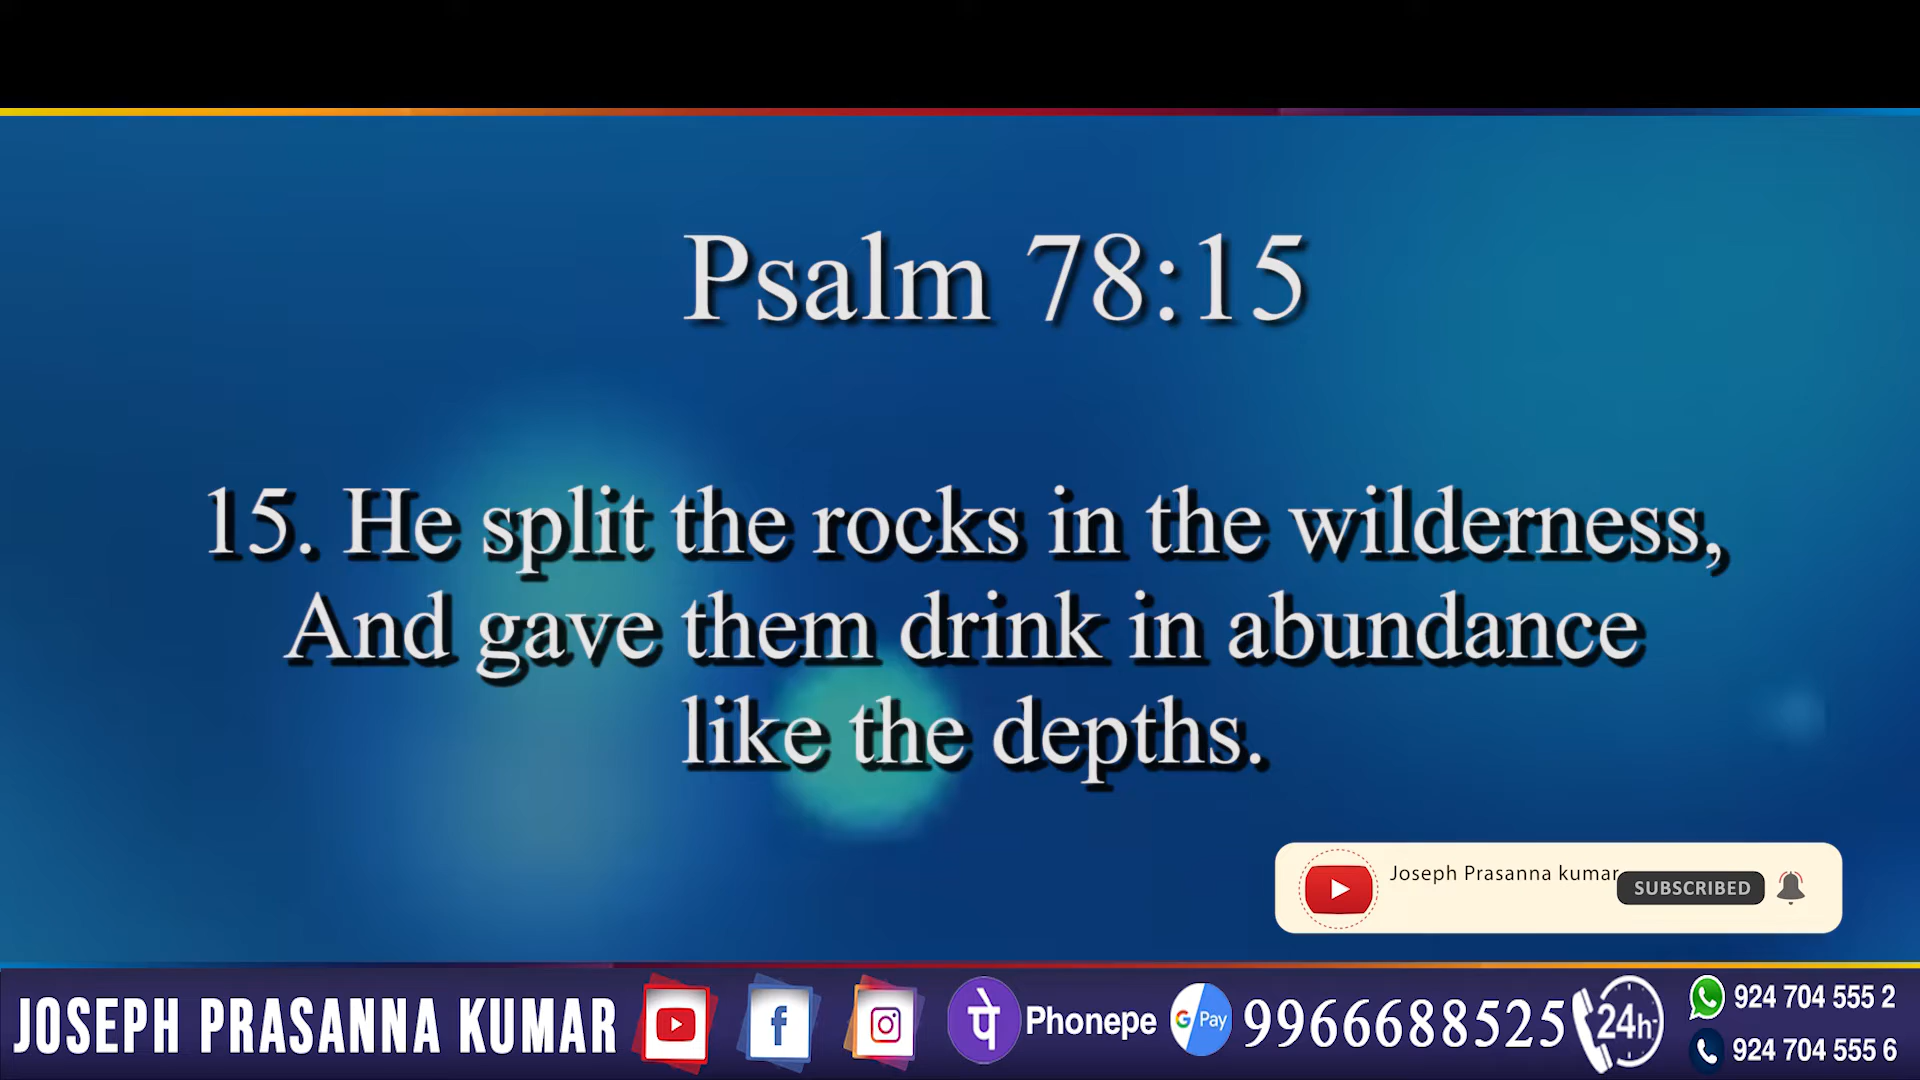 Psalm 78:15
15. He split the rocks in the wilderness,
And gave them drink in abundance
like the depths.
Joseph Prasanna kumar
SUBSCRIBED
JOSEPH PRASANNA KUMAR
f
पे Phonepe
G Pay
9966688525
24h
924 704 555 2
924 704 555 6